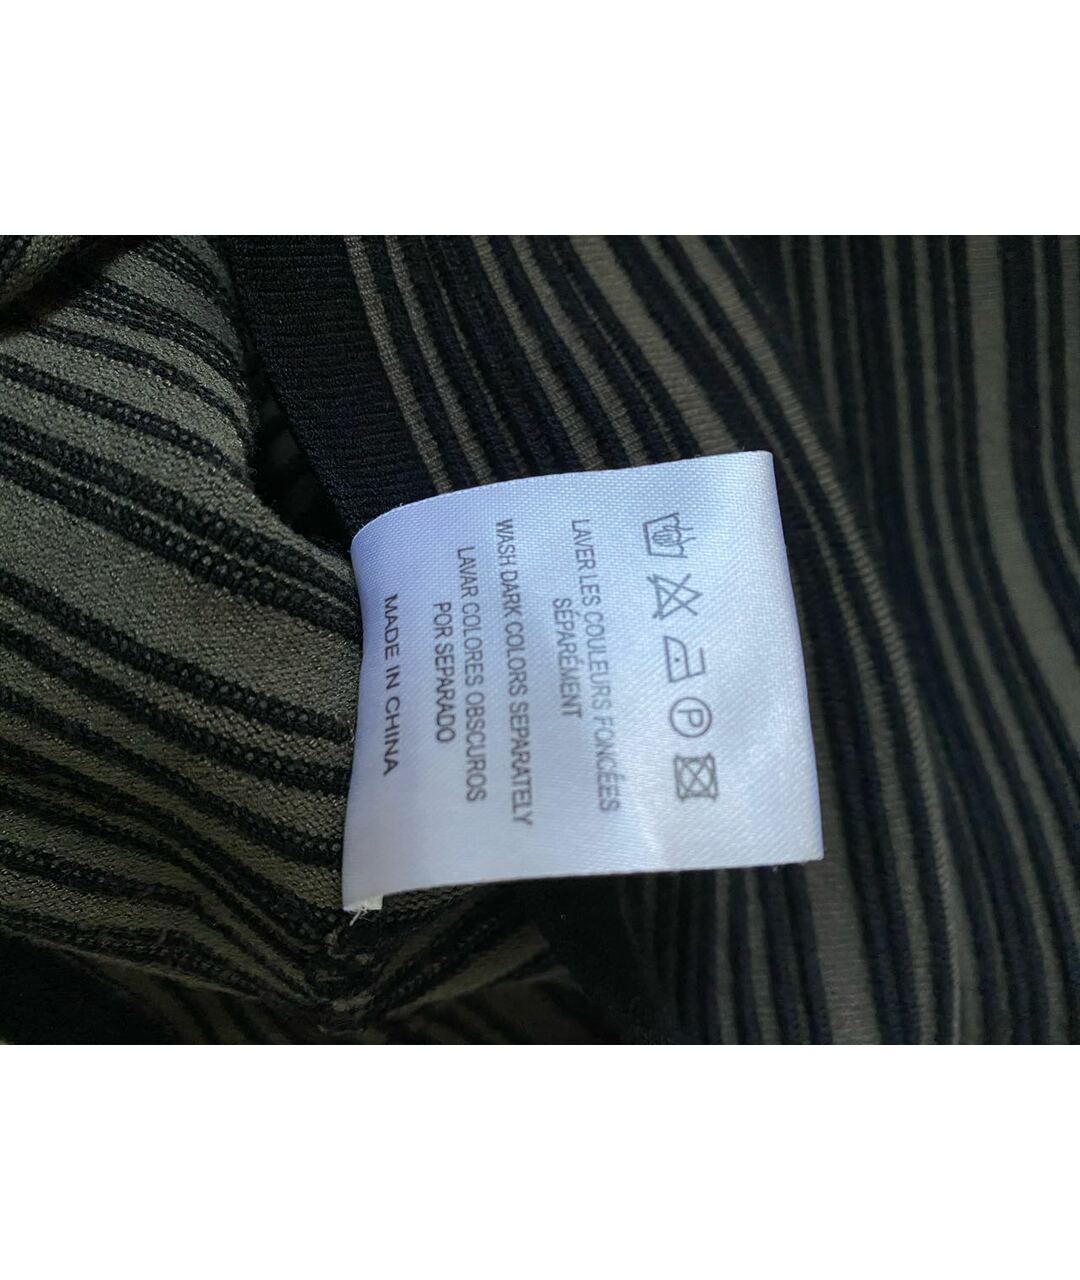 LAVER LES COULEURS FONCÉES
SÉPARÉMENT
WASH DARK COLORS SEPARATELY
LAVAR COLORES OBSCUROS
POR SEPARADO
MADE IN CHINA